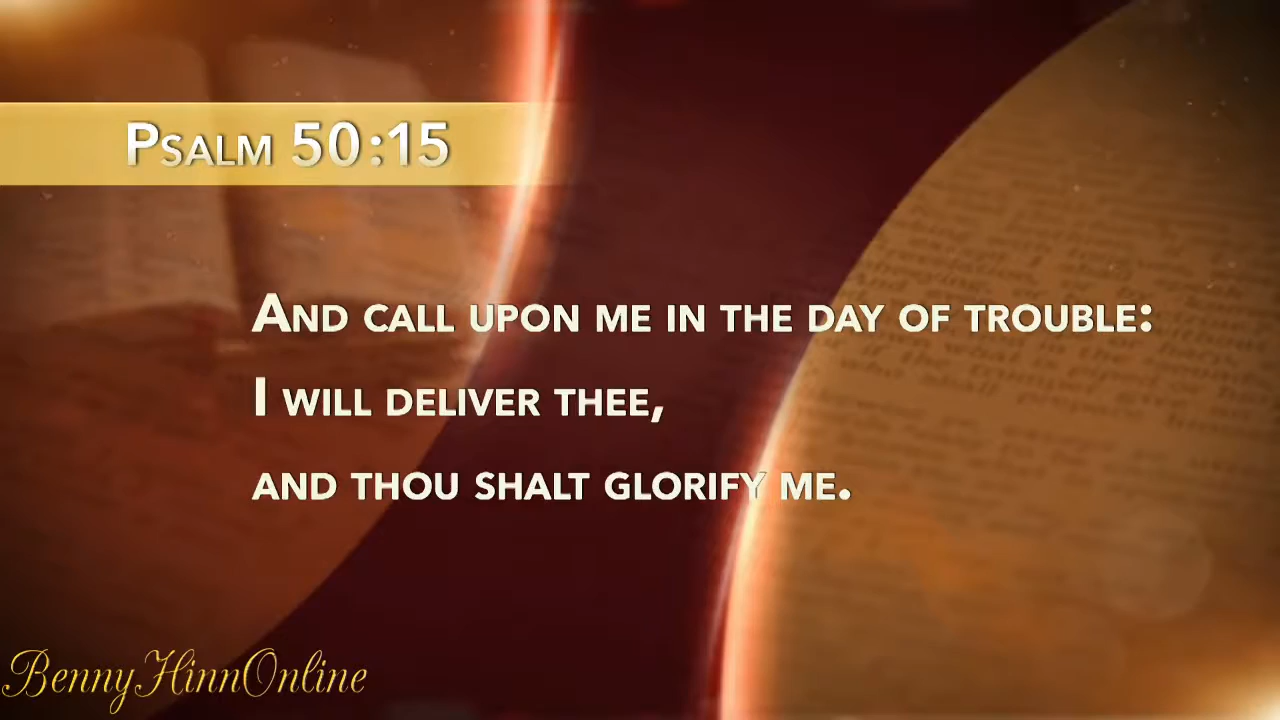 Psalm 50:15
And call upon me in the day of trouble:
I will deliver thee,
and thou shalt glorify me.
BennyHinnOnline